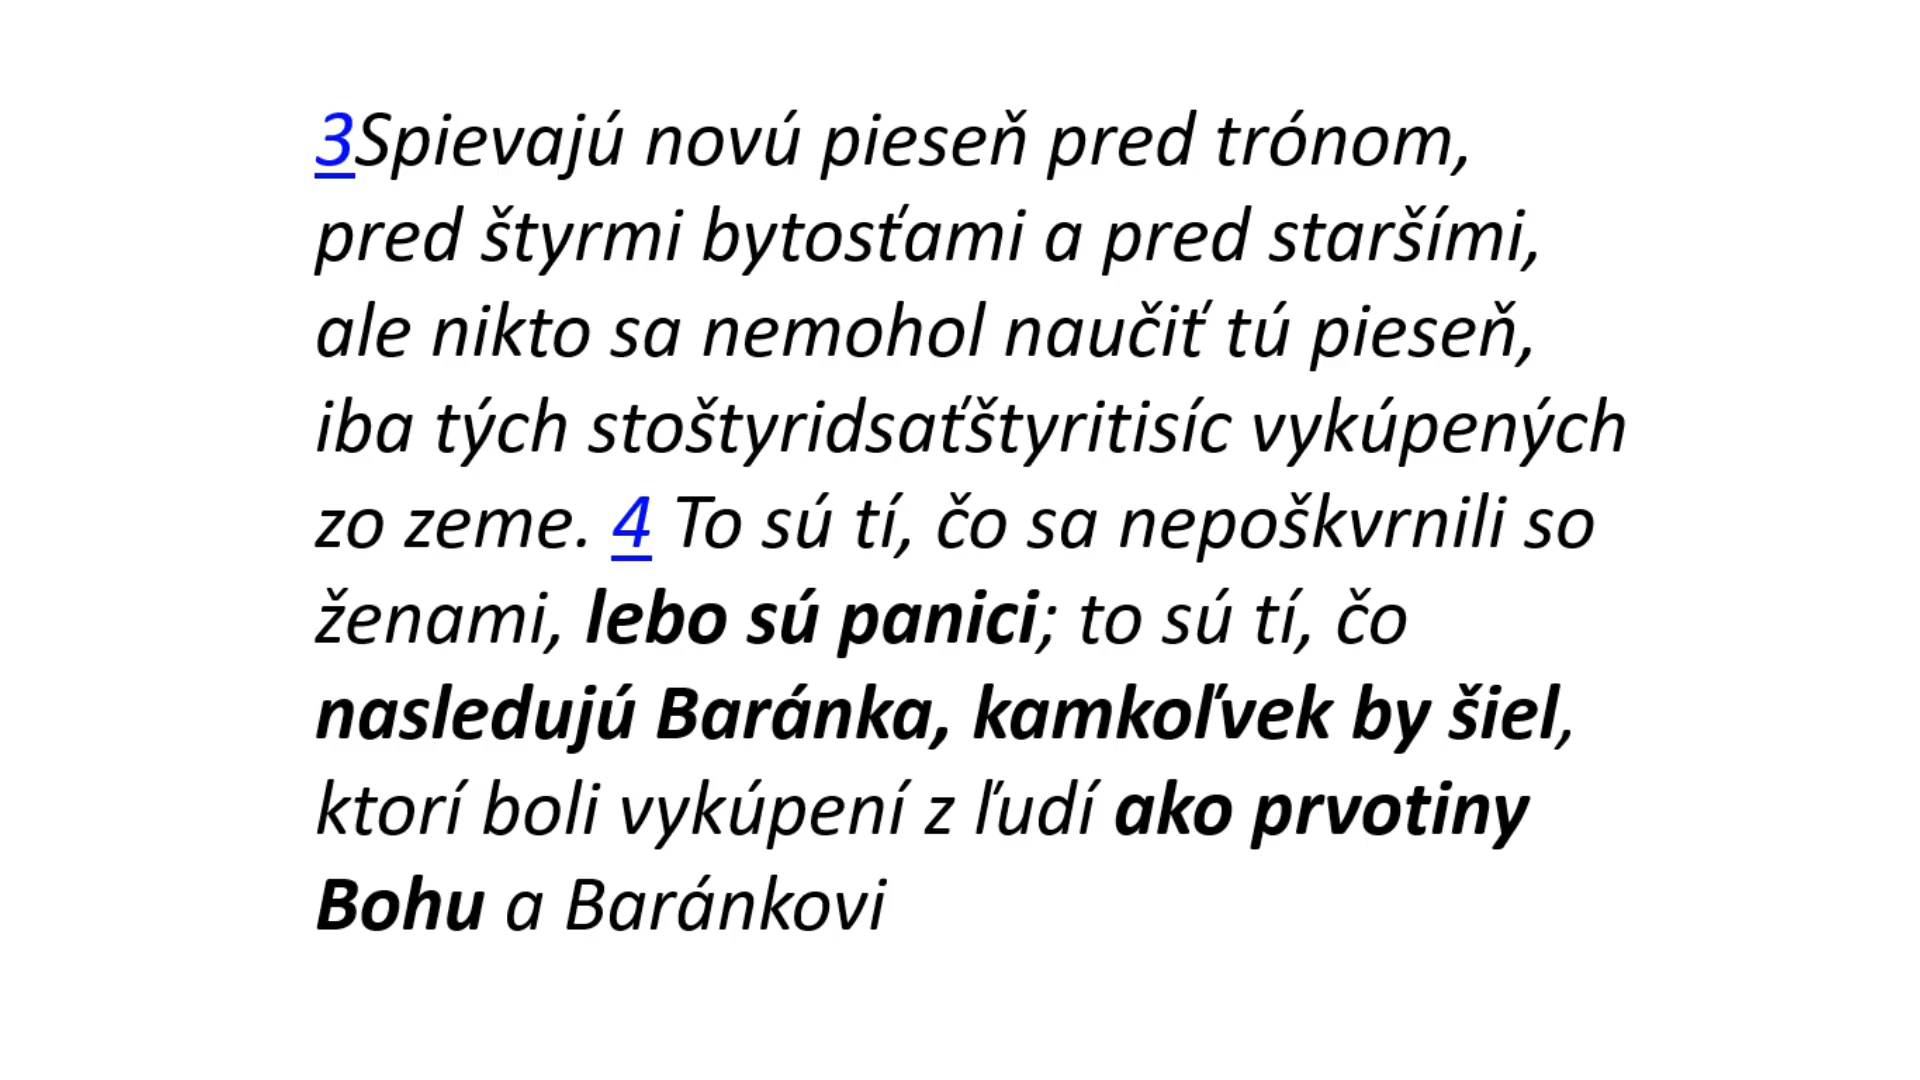 3Spievajú novú pieseň pred trónom,
pred štyrmi bytosťami a pred staršími,
ale nikto sa nemohol naučiť tú pieseň,
iba tých stoštyridsaťštyritisíc vykúpených
zo zeme. 4 To sú tí, čo sa nepoškvrnili so
ženami, lebo sú panici; to sú tí, čo
nasledujú Baránka, kamkoľvek by šiel,
ktorí boli vykúpení z ľudí ako prvotiny
Bohu a Baránkovi